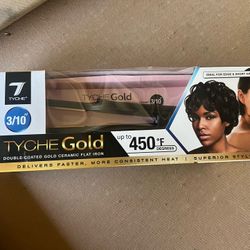 TYCHE
IDEAL FOR EDGE & SHORT HAIR
TYCHE Gold
3/10"
3/10"
TYCHE Gold
up to 450°F
DEGREES
DOUBLE COATED GOLD CERAMIC FLAT IRON
DELIVERS FASTER, MORE CONSISTENT HEAT | SUPERIOR STYL